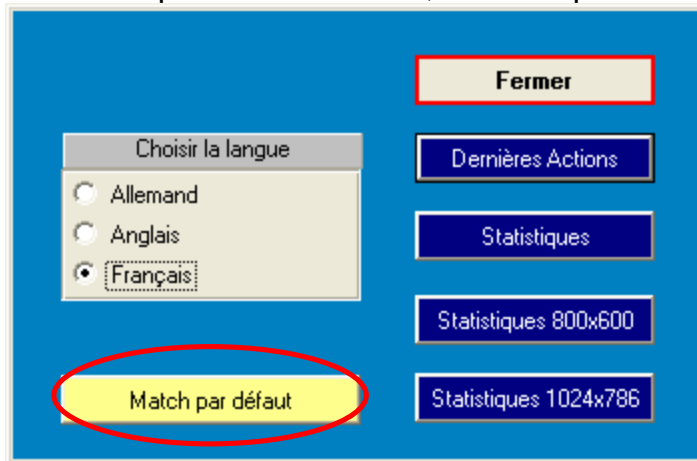 Fermer
Choisir la langue
Dernières Actions
Allemand
Anglais
Statistiques
Français
Statistiques 800x600
Match par défaut
Statistiques 1024x786